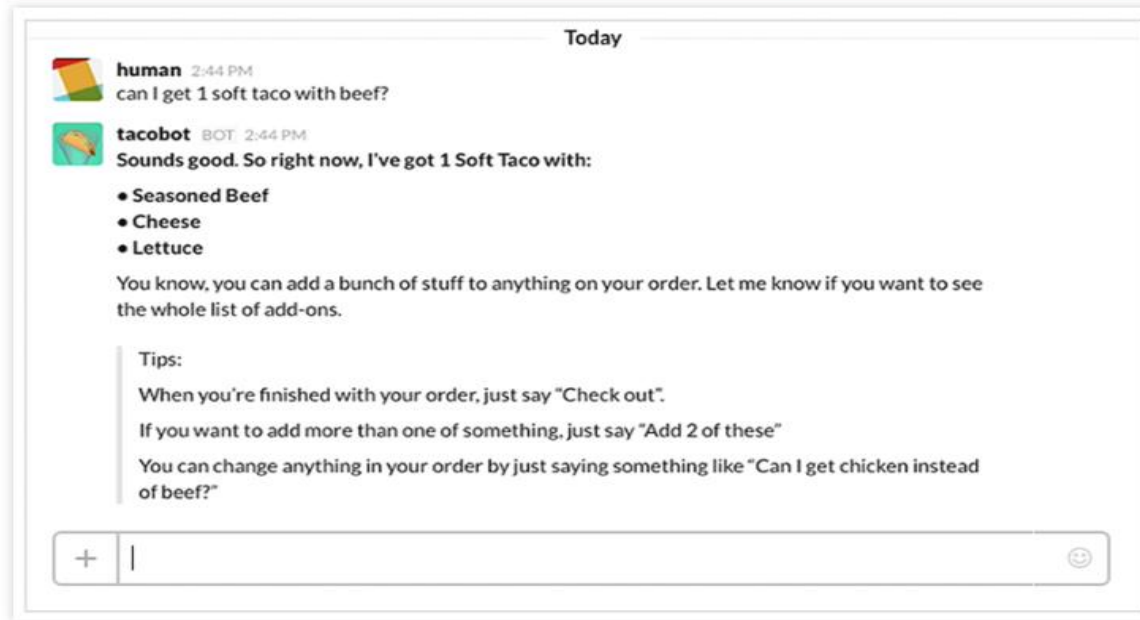 Today
human 2:44 PM
can I get 1 soft taco with beef?
tacobot BOT 2:44 PM
Sounds good. So right now, I've got 1 Soft Taco with:
• Seasoned Beef
• Cheese
• Lettuce
You know, you can add a bunch of stuff to anything on your order. Let me know if you want to see
the whole list of add-ons.
Tips:
When you're finished with your order, just say "Check out".
If you want to add more than one of something, just say "Add 2 of these"
You can change anything in your order by just saying something like "Can I get chicken instead
of beef?"